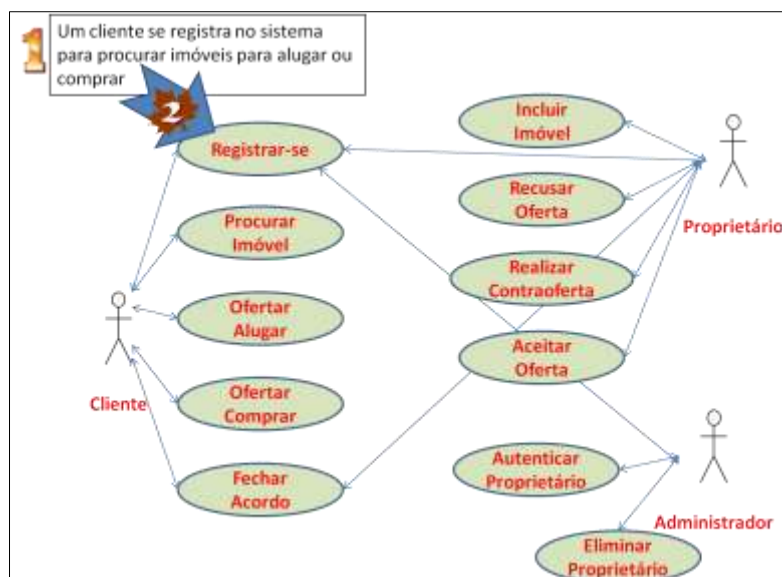 1
Um cliente se registra no sistema
para procurar imóveis para alugar ou
comprar
2
Registrar-se
Incluir
Imóvel
Procurar
Imóvel
Recusar
Oferta
Proprietário
Ofertar
Alugar
Realizar
Contraoferta
Cliente
Ofertar
Comprar
Aceitar
Oferta
Fechar
Acordo
Autenticar
Proprietário
Administrador
Eliminar
Proprietário